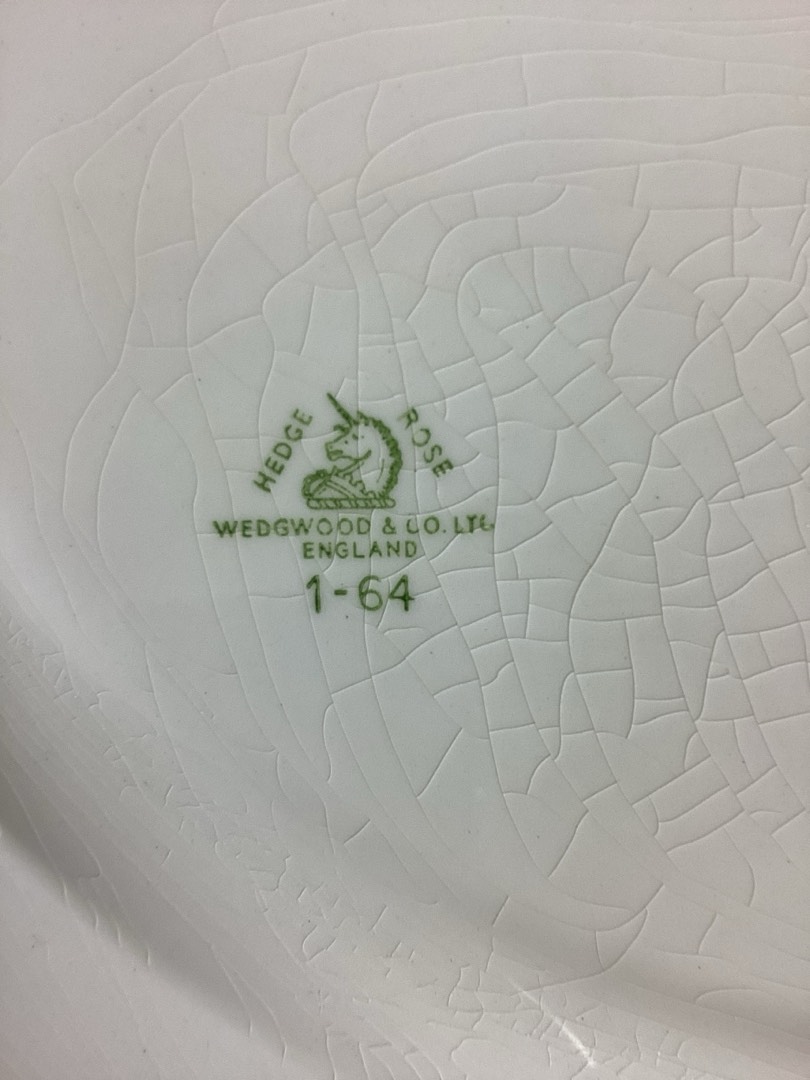 HEDGE ROSE
WEDGWOOD & CO. LTD.
ENGLAND
1-64